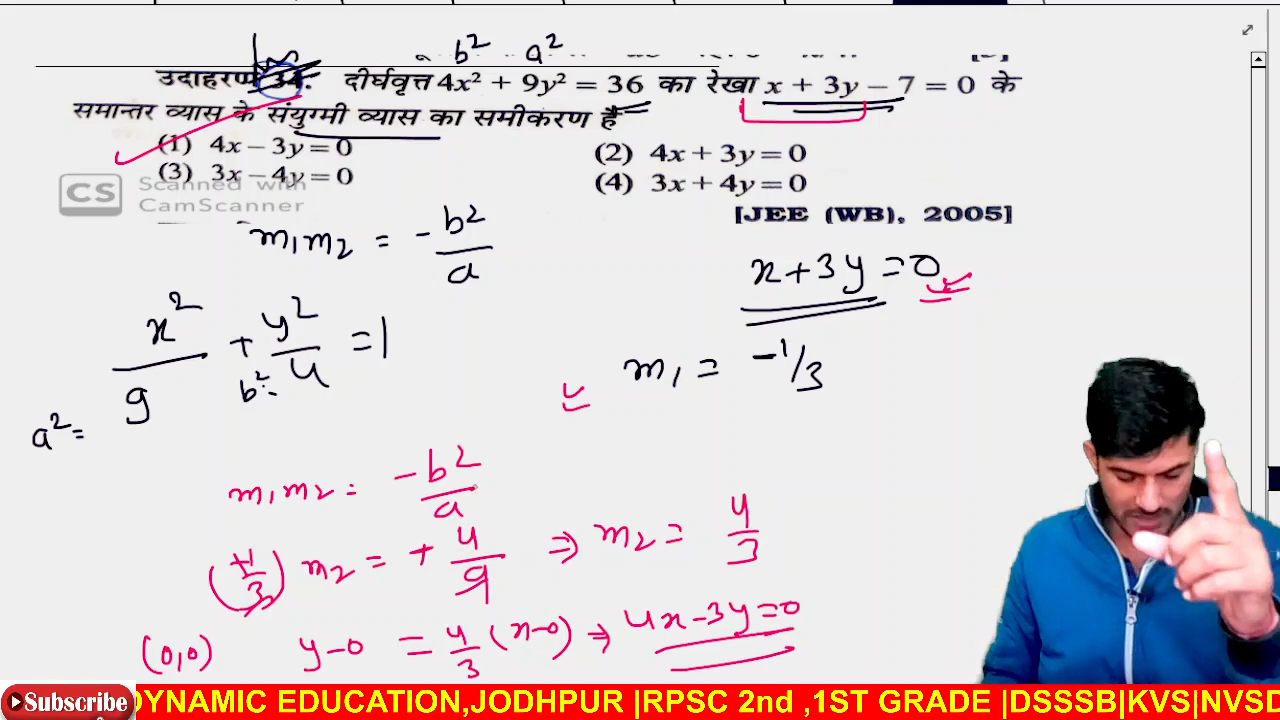 b² a²
उदाहरण 34. दीर्घवृत्त 4x² + 9y² = 36 का रेखा x + 3y – 7 = 0 के
समान्तर व्यास के संयुग्मी व्यास का समीकरण है
(1) 4x – 3y = 0
(2) 4x + 3y = 0
(3) 3x – 4y = 0
(4) 3x + 4y = 0
CS Scanned with
CamScanner
[JEE (WB), 2005]
m₁m₂ = -b²/a
x+3y = 0
x²/9 + y²/4 = 1
a² =
b² =
m₁ = -1/3
m₁m₂ = -b²/a
(+1/3) m₂ = + 4/9 ⇒ m₂ = 4/3
(0,0) y-0 = 4/3 (x-0) ⇒ 4x-3y=0
Subscribe
DYNAMIC EDUCATION,JODHPUR |RPSC 2nd ,1ST GRADE |DSSSB|KVS|NVSD